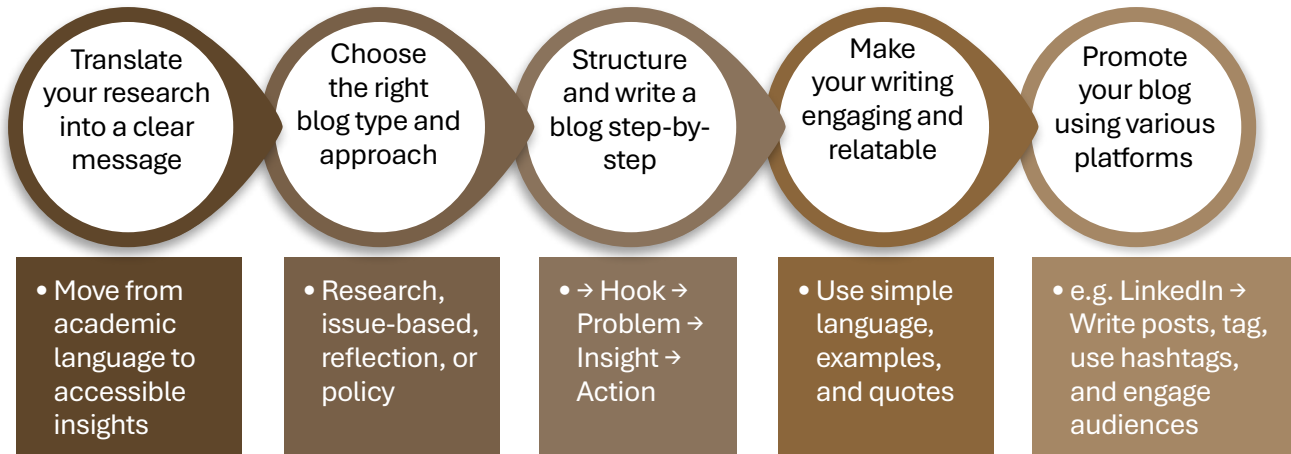 Translate
your research
into a clear
message
Choose
the right
blog type and
approach
Structure
and write a
blog step-by-
step
Make
your writing
engaging and
relatable
Promote
your blog
using various
platforms
• Move from
academic
language to
accessible
insights
• Research,
issue-based,
reflection, or
policy
• → Hook →
Problem →
Insight →
Action
• Use simple
language,
examples,
and quotes
• e.g. LinkedIn →
Write posts, tag,
use hashtags,
and engage
audiences